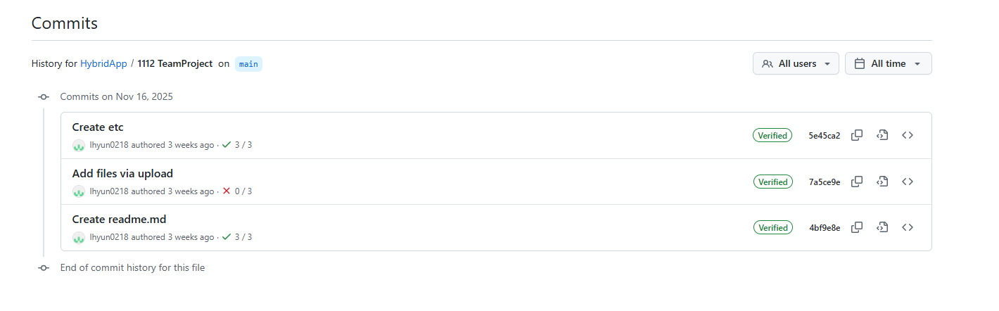 Commits
History for HybridApp / 1112 TeamProject on main
All users
All time
Commits on Nov 16, 2025
Create etc
lhyun0218 authored 3 weeks ago · 3 / 3
Verified
5e45ca2
Add files via upload
lhyun0218 authored 3 weeks ago · 0 / 3
Verified
7a5ce9e
Create readme.md
lhyun0218 authored 3 weeks ago · 3 / 3
Verified
4bf9e8e
End of commit history for this file